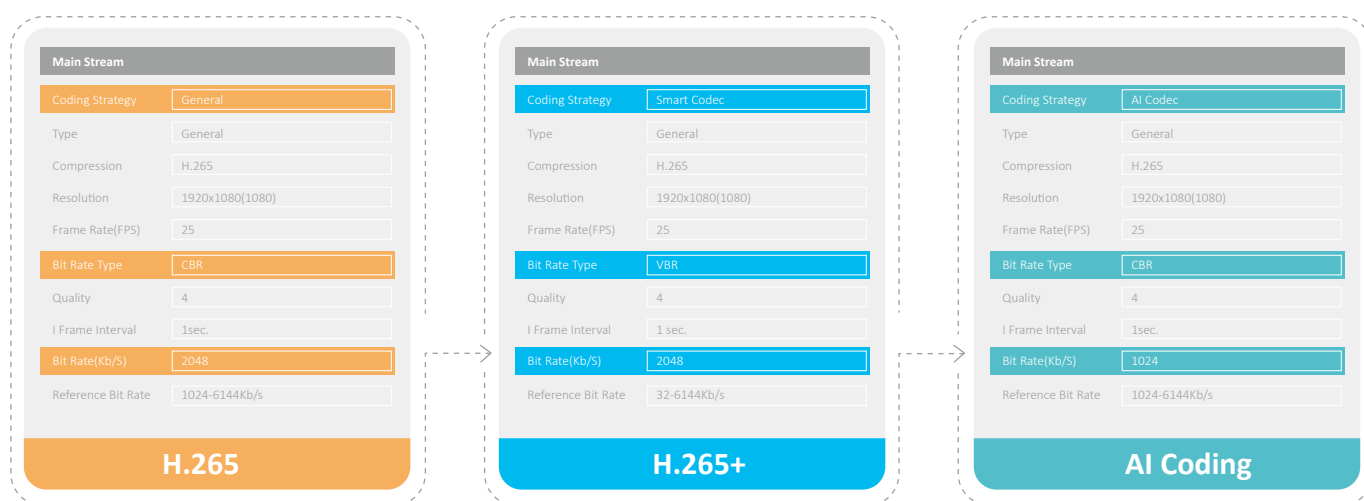 Main Stream
Coding Strategy General
Type General
Compression H.265
Resolution 1920x1080(1080)
Frame Rate(FPS) 25
Bit Rate Type CBR
Quality 4
I Frame Interval 1sec.
Bit Rate(Kb/S) 2048
Reference Bit Rate 1024-6144Kb/s
H.265
Main Stream
Coding Strategy Smart Codec
Type General
Compression H.265
Resolution 1920x1080(1080)
Frame Rate(FPS) 25
Bit Rate Type VBR
Quality 4
I Frame Interval 1 sec.
Bit Rate(Kb/S) 2048
Reference Bit Rate 32-6144Kb/s
H.265+
Main Stream
Coding Strategy AI Codec
Type General
Compression H.265
Resolution 1920x1080(1080)
Frame Rate(FPS) 25
Bit Rate Type CBR
Quality 4
I Frame Interval 1sec.
Bit Rate(Kb/S) 1024
Reference Bit Rate 1024-6144Kb/s
AI Coding